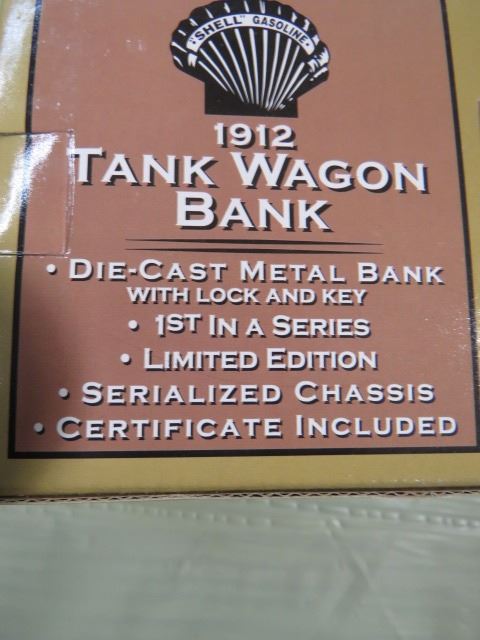 "SHELL" GASOLINE
1912
TANK WAGON
BANK
• DIE-CAST METAL BANK
WITH LOCK AND KEY
• 1ST IN A SERIES
• LIMITED EDITION
• SERIALIZED CHASSIS
• CERTIFICATE INCLUDED